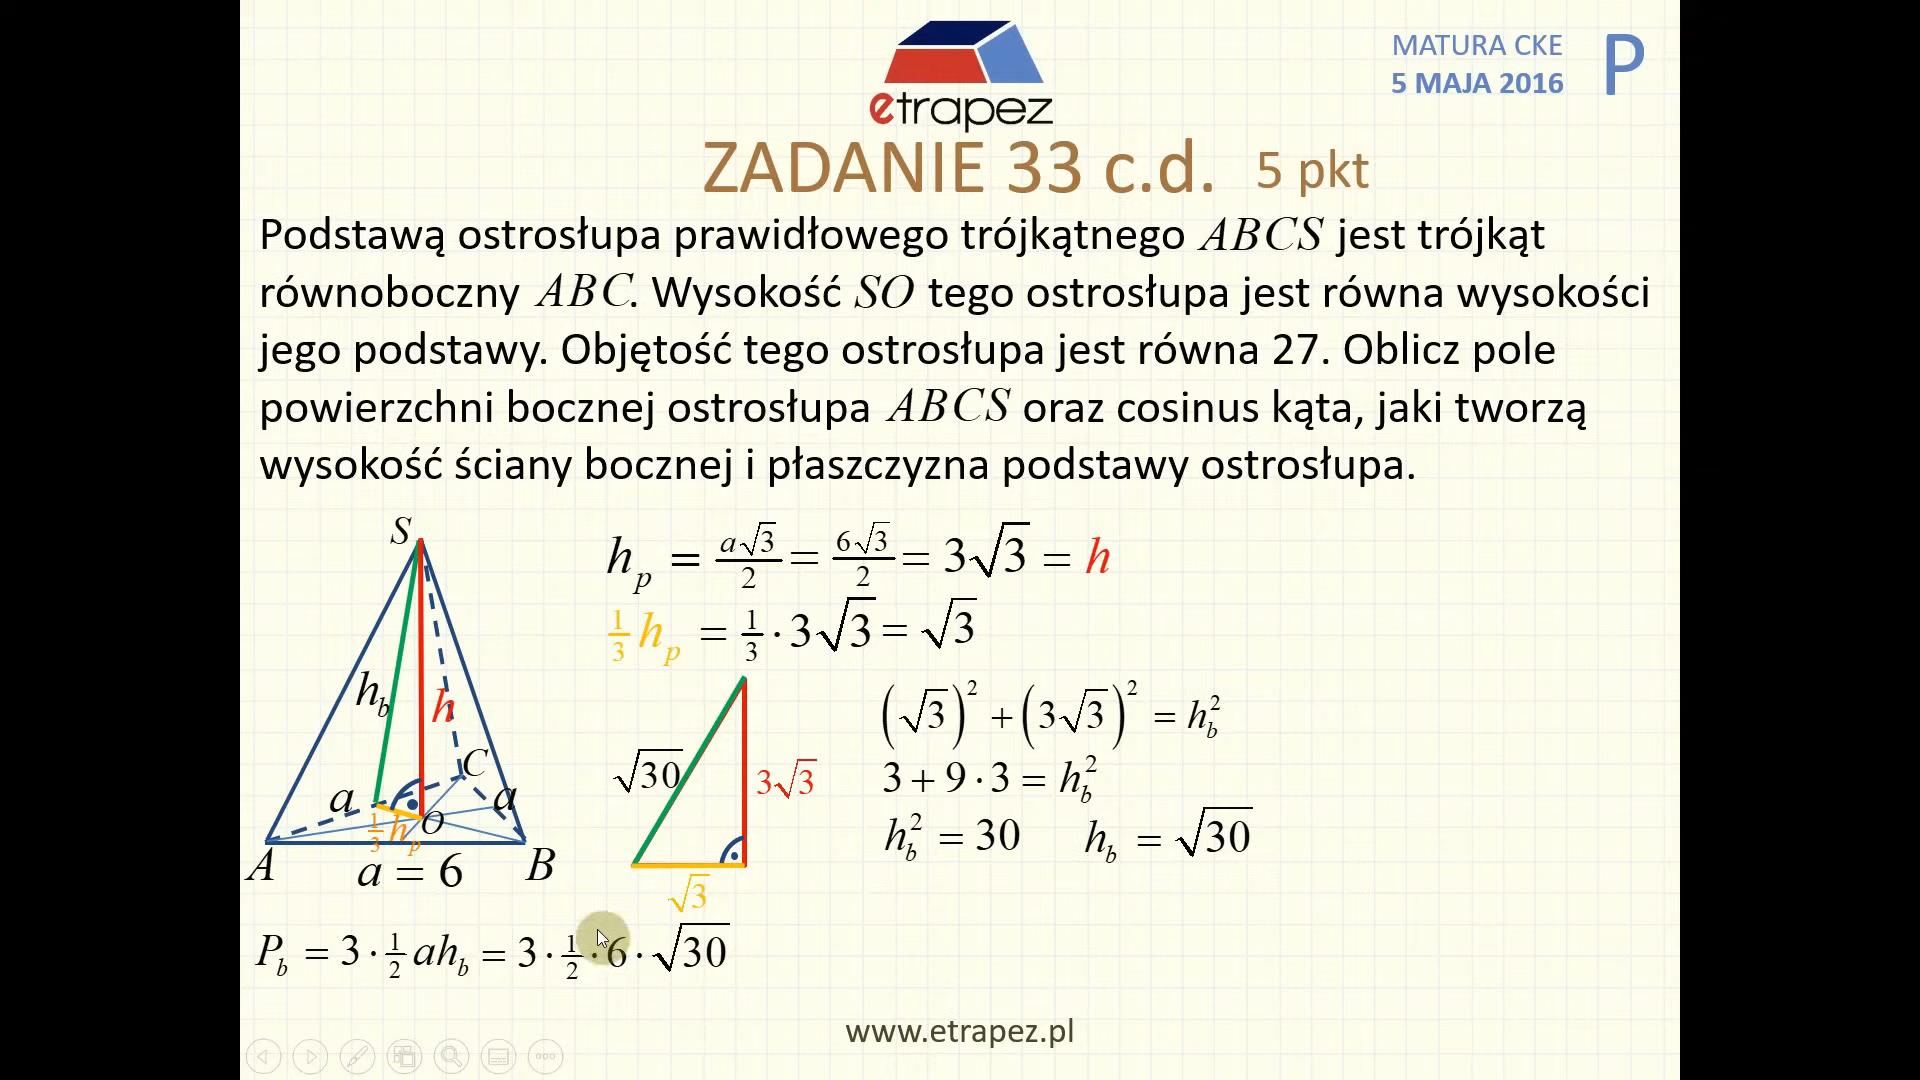 MATURA CKE
5 MAJA 2016
P
etrapez
ZADANIE 33 c.d. 5 pkt
Podstawą ostrosłupa prawidłowego trójkątnego ABCS jest trójkąt
równoboczny ABC. Wysokość SO tego ostrosłupa jest równa wysokości
jego podstawy. Objętość tego ostrosłupa jest równa 27. Oblicz pole
powierzchni bocznej ostrosłupa ABCS oraz cosinus kąta, jaki tworzą
wysokość ściany bocznej i płaszczyzna podstawy ostrosłupa.
S
h_b
h
C
a
a
1/3 h_p
O
A
B
a = 6
h_p = a√3/2 = 6√3/2 = 3√3 = h
1/3 h_p = 1/3 · 3√3 = √3
√30
3√3
√3
(√3)² + (3√3)² = h_b²
3 + 9 · 3 = h_b²
h_b² = 30 h_b = √30
P_b = 3 · 1/2 ah_b = 3 · 1/2 · 6 · √30
www.etrapez.pl